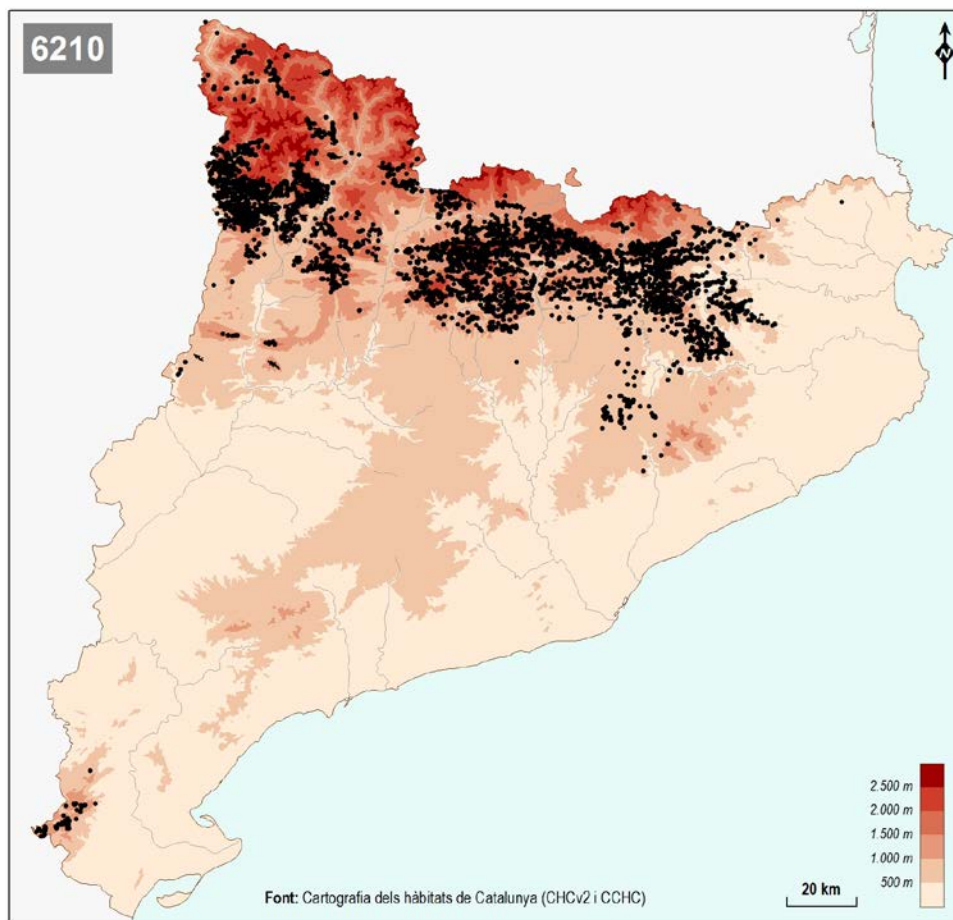 6210
N
2.500 m
2.000 m
1.500 m
1.000 m
500 m
Font: Cartografia dels hàbitats de Catalunya (CHCv2 i CCHC)
20 km